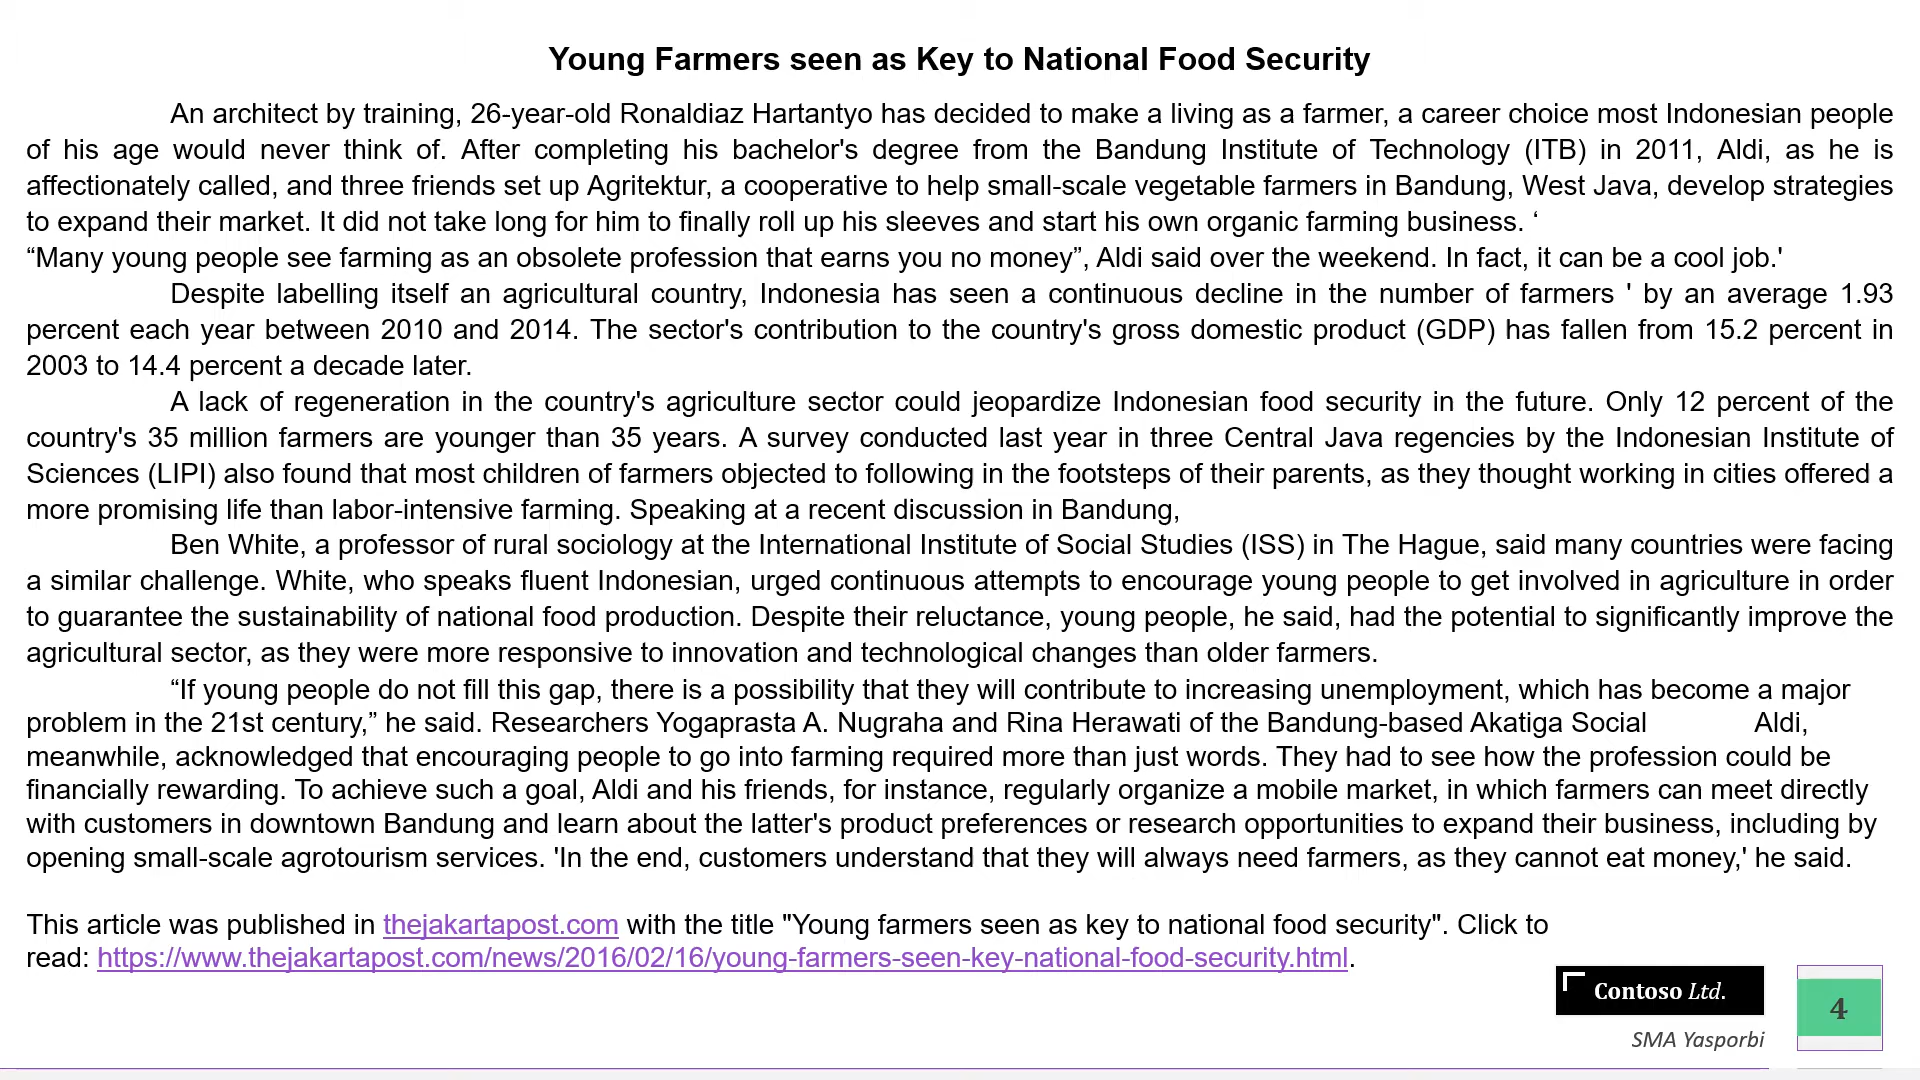 Young Farmers seen as Key to National Food Security
An architect by training, 26-year-old Ronaldiaz Hartantyo has decided to make a living as a farmer, a career choice most Indonesian people
of his age would never think of. After completing his bachelor's degree from the Bandung Institute of Technology (ITB) in 2011, Aldi, as he is
affectionately called, and three friends set up Agritektur, a cooperative to help small-scale vegetable farmers in Bandung, West Java, develop strategies
to expand their market. It did not take long for him to finally roll up his sleeves and start his own organic farming business. ‘
“Many young people see farming as an obsolete profession that earns you no money”, Aldi said over the weekend. In fact, it can be a cool job.'
Despite labelling itself an agricultural country, Indonesia has seen a continuous decline in the number of farmers ' by an average 1.93
percent each year between 2010 and 2014. The sector's contribution to the country's gross domestic product (GDP) has fallen from 15.2 percent in
2003 to 14.4 percent a decade later.
A lack of regeneration in the country's agriculture sector could jeopardize Indonesian food security in the future. Only 12 percent of the
country's 35 million farmers are younger than 35 years. A survey conducted last year in three Central Java regencies by the Indonesian Institute of
Sciences (LIPI) also found that most children of farmers objected to following in the footsteps of their parents, as they thought working in cities offered a
more promising life than labor-intensive farming. Speaking at a recent discussion in Bandung,
Ben White, a professor of rural sociology at the International Institute of Social Studies (ISS) in The Hague, said many countries were facing
a similar challenge. White, who speaks fluent Indonesian, urged continuous attempts to encourage young people to get involved in agriculture in order
to guarantee the sustainability of national food production. Despite their reluctance, young people, he said, had the potential to significantly improve the
agricultural sector, as they were more responsive to innovation and technological changes than older farmers.
“If young people do not fill this gap, there is a possibility that they will contribute to increasing unemployment, which has become a major
problem in the 21st century,” he said. Researchers Yogaprasta A. Nugraha and Rina Herawati of the Bandung-based Akatiga Social Aldi,
meanwhile, acknowledged that encouraging people to go into farming required more than just words. They had to see how the profession could be
financially rewarding. To achieve such a goal, Aldi and his friends, for instance, regularly organize a mobile market, in which farmers can meet directly
with customers in downtown Bandung and learn about the latter's product preferences or research opportunities to expand their business, including by
opening small-scale agrotourism services. 'In the end, customers understand that they will always need farmers, as they cannot eat money,' he said.
This article was published in thejakartapost.com with the title "Young farmers seen as key to national food security". Click to
read: https://www.thejakartapost.com/news/2016/02/16/young-farmers-seen-key-national-food-security.html.
Contoso Ltd.
4
SMA Yasporbi